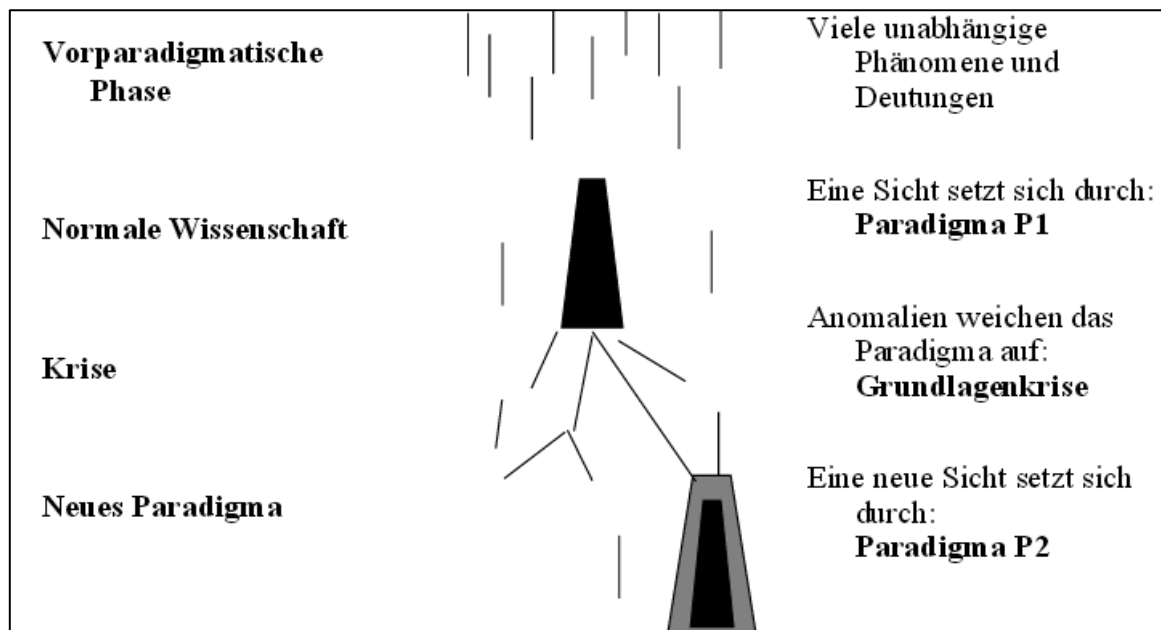 Vorparadigmatische
Phase
Viele unabhängige
Phänomene und
Deutungen
Normale Wissenschaft
Eine Sicht setzt sich durch:
Paradigma P1
Krise
Anomalien weichen das
Paradigma auf:
Grundlagenkrise
Neues Paradigma
Eine neue Sicht setzt sich
durch:
Paradigma P2